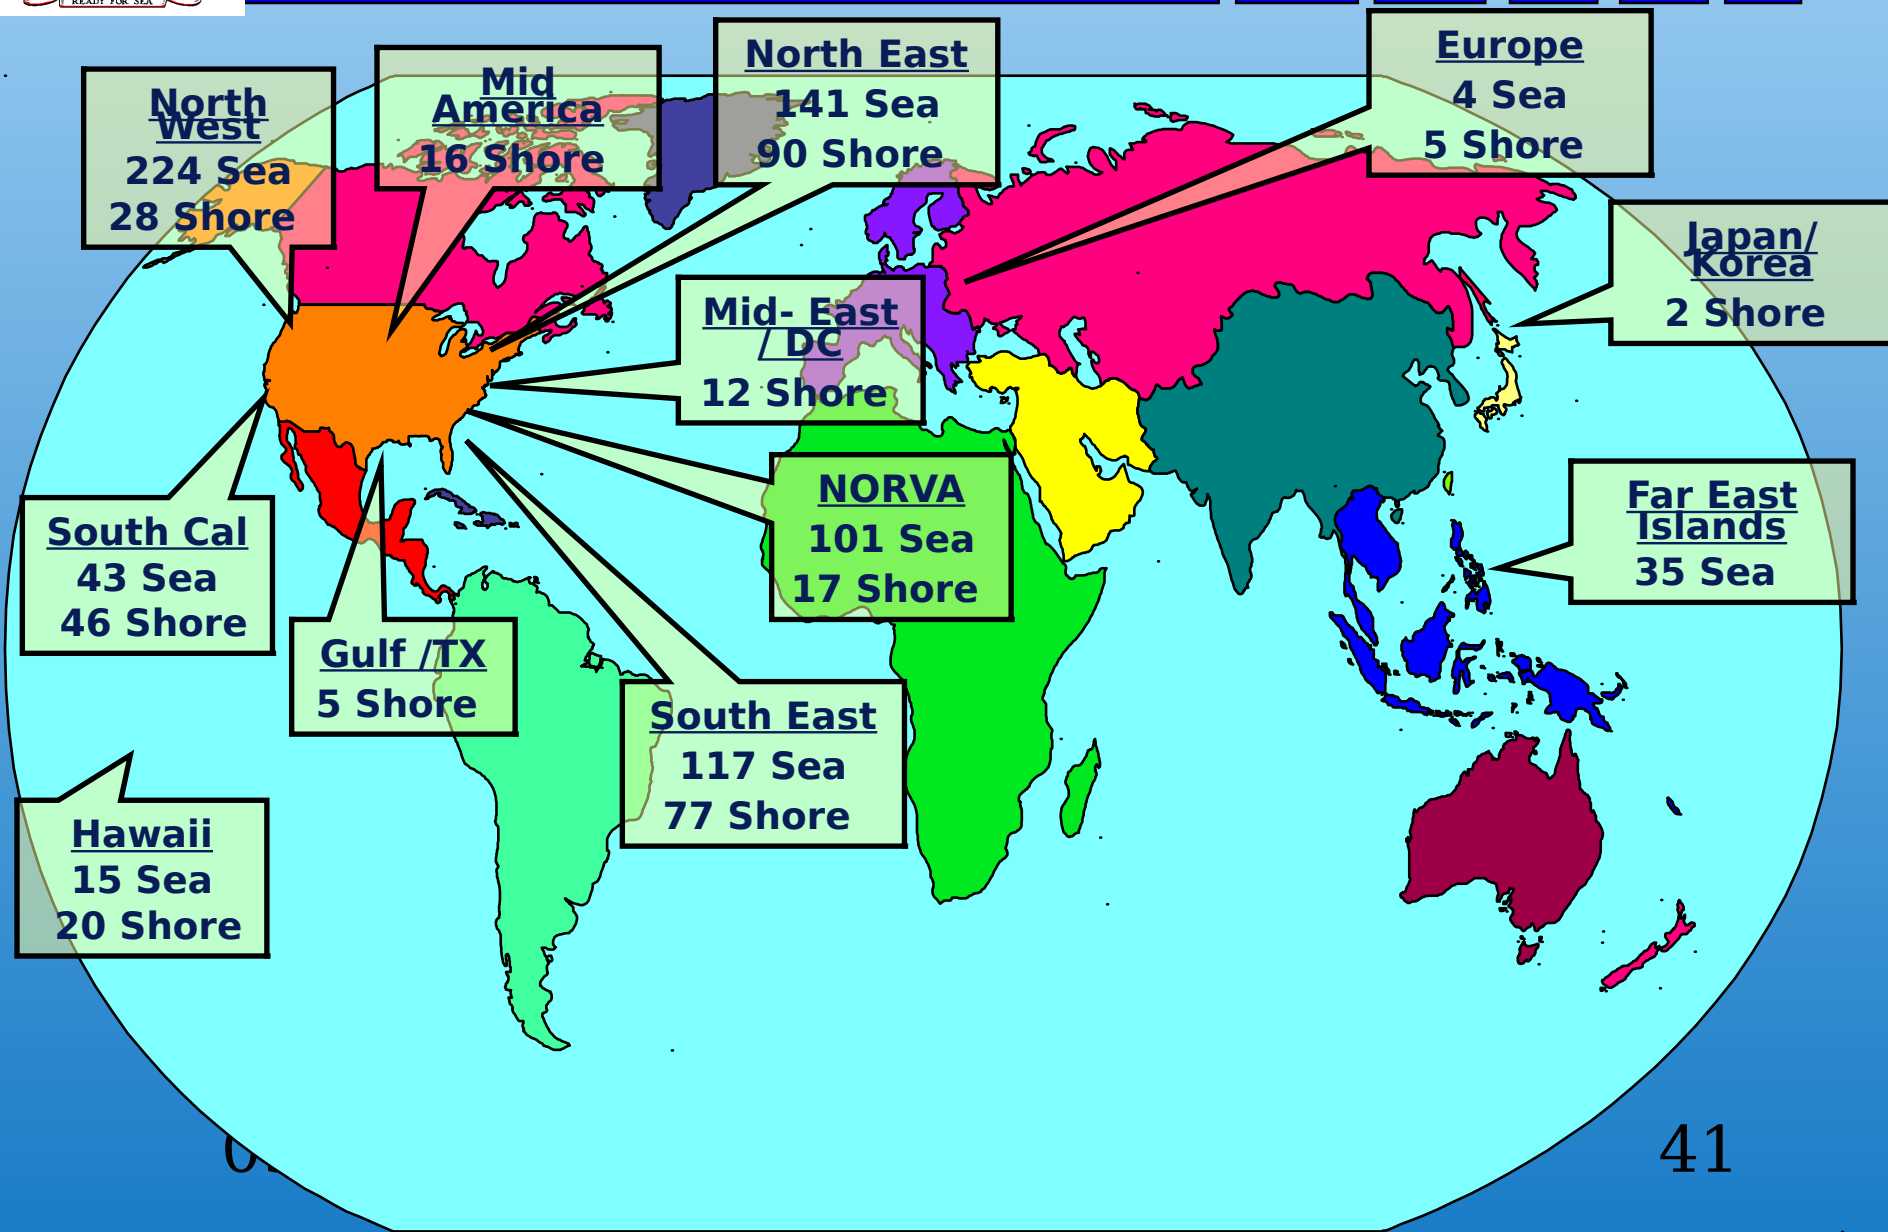 READY FOR SEA
North
West
224 Sea
28 Shore
Mid
America
16 Shore
North East
141 Sea
90 Shore
Europe
4 Sea
5 Shore
Japan/
Korea
2 Shore
Mid- East
/ DC
12 Shore
NORVA
101 Sea
17 Shore
Far East
Islands
35 Sea
South Cal
43 Sea
46 Shore
Gulf /TX
5 Shore
South East
117 Sea
77 Shore
Hawaii
15 Sea
20 Shore
41